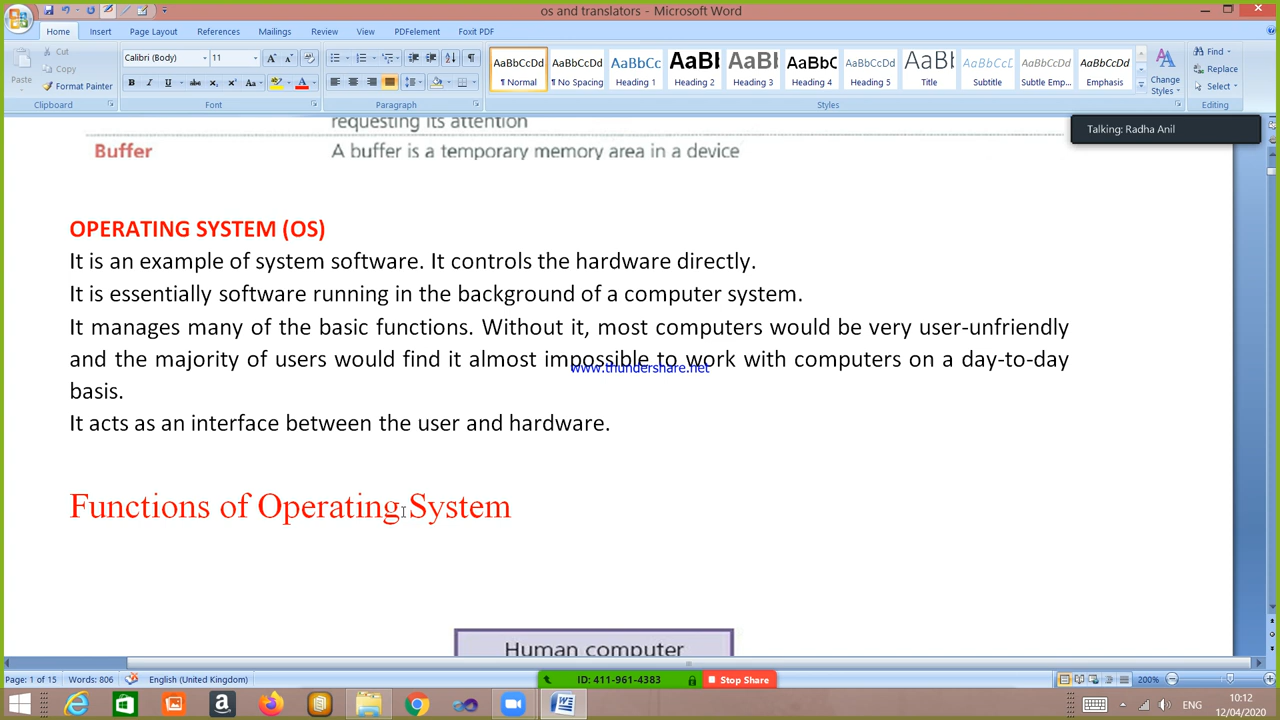 os and translators - Microsoft Word
Home Insert Page Layout References Mailings Review View PDFelement Foxit PDF
Paste
Cut
Copy
Format Painter
Clipboard
Calibri (Body) 11
Font
Paragraph
AaBbCcDd AaBbCcDd AaBbCc AaBl AaBbCc AaBbC AaBbCcDd AaBl AaBbCcL AaBbCcDd AaBbCcDd
¶ Normal ¶ No Spacing Heading 1 Heading 2 Heading 3 Heading 4 Heading 5 Title Subtitle Subtle Emp... Emphasis
Styles
Change Styles
Find
Replace
Select
Editing
Talking: Radha Anil
requesting its attention
Buffer A buffer is a temporary memory area in a device
OPERATING SYSTEM (OS)
It is an example of system software. It controls the hardware directly.
It is essentially software running in the background of a computer system.
It manages many of the basic functions. Without it, most computers would be very user-unfriendly
and the majority of users would find it almost impossible to work with computers on a day-to-day
www.thundershare.net
basis.
It acts as an interface between the user and hardware.
Functions of Operating System
Human computer
Page: 1 of 15 Words: 806 English (United Kingdom) ID: 411-961-4383 Stop Share 200%
ENG
10:12
12/04/2020